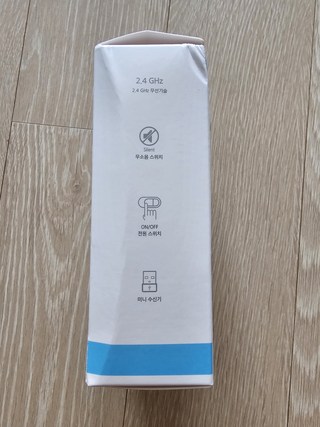 2.4 GHz
2.4 GHz 무선기술
Silent
무소음 스위치
ON/OFF
전원 스위치
미니 수신기